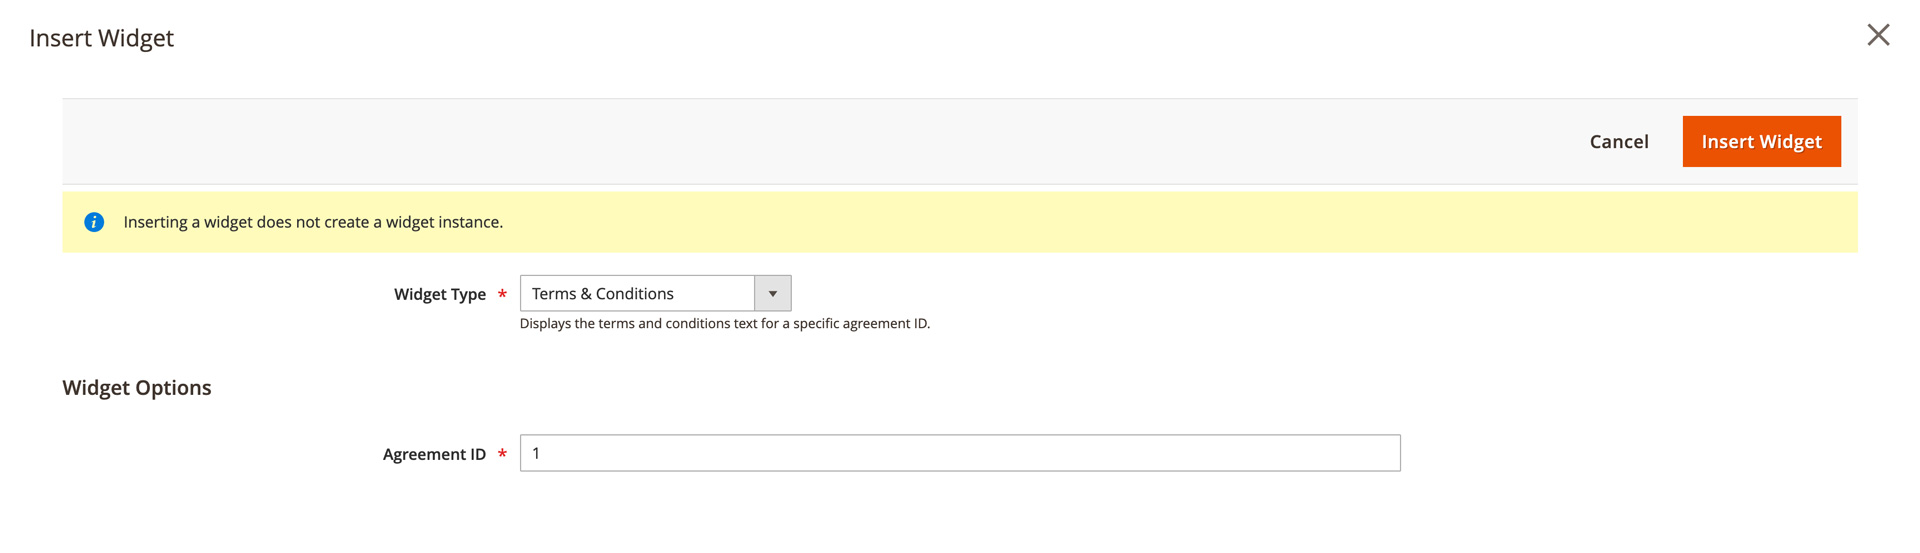 Insert Widget
Cancel
Insert Widget
Inserting a widget does not create a widget instance.
Widget Type *
Terms & Conditions
Displays the terms and conditions text for a specific agreement ID.
Widget Options
Agreement ID *
1